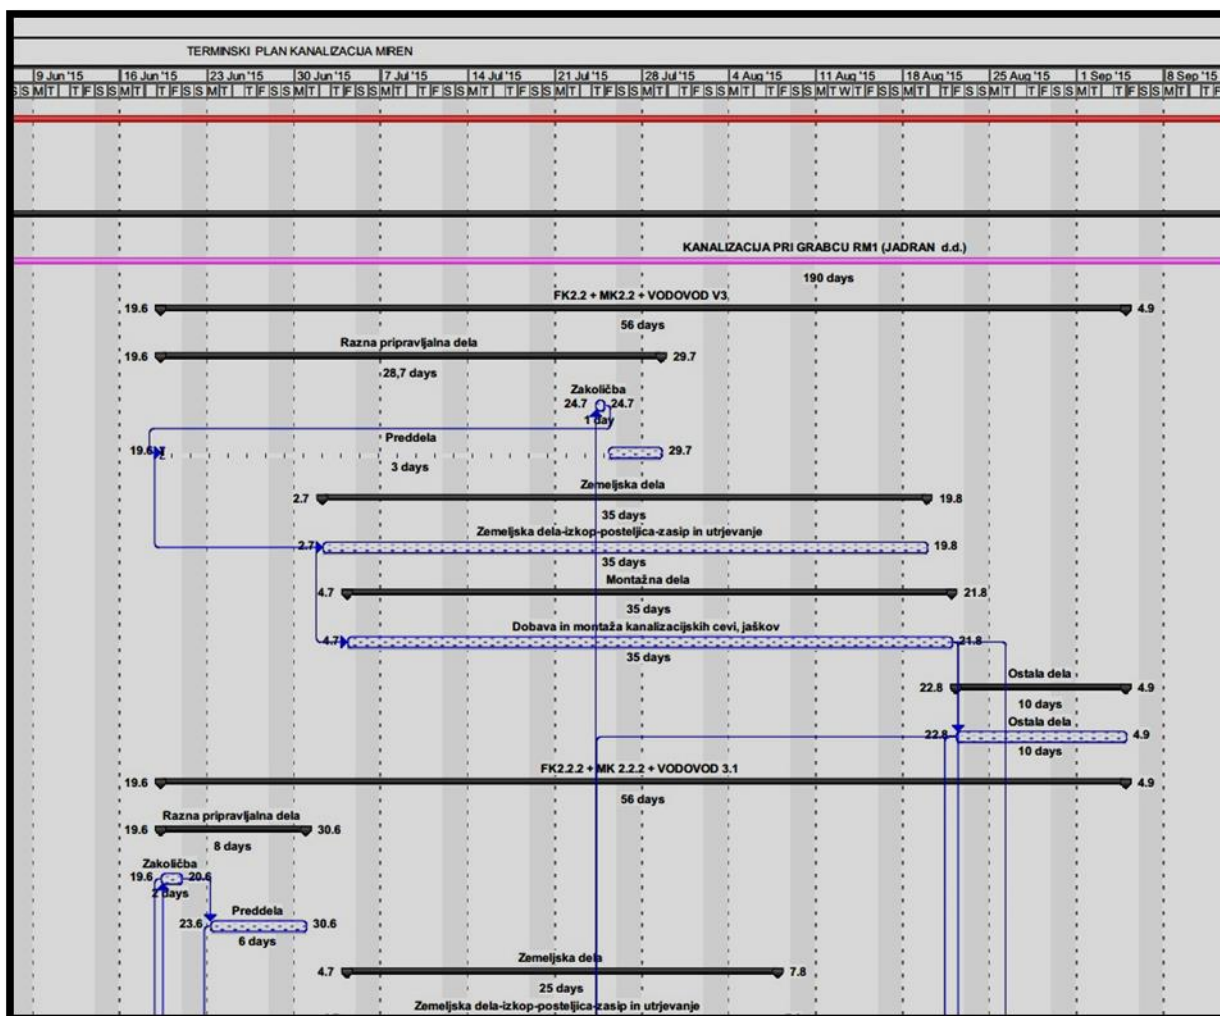 TERMINSKI PLAN KANALIZACIJA MIREN
9 Jun '15 16 Jun '15 23 Jun '15 30 Jun '15 7 Jul '15 14 Jul '15 21 Jul '15 28 Jul '15 4 Aug '15 11 Aug '15 18 Aug '15 25 Aug '15 1 Sep '15 8 Sep '15
S S M T T F S S M T T F S S M T T F S S M T T F S S M T T F S S M T T F S S M T T F S S M T T F S S M T T F S S M T W T F S S M T T F S S M T T F S S M T T F S S M T T F
KANALIZACIJA PRI GRABCU RM1 (JADRAN d.d.)
190 days
FK2.2 + MK2.2 + VODOVOD V3
19.6 4.9
56 days
Razna pripravljalna dela
19.6 29.7
28,7 days
Zakoličba
24.7 24.7
1 day
Preddela
19.6 29.7
3 days
Zemeljska dela
2.7 19.8
35 days
Zemeljska dela-izkop-posteljica-zasip in utrjevanje
2.7 19.8
35 days
Montažna dela
4.7 21.8
35 days
Dobava in montaža kanalizacijskih cevi, jaškov
4.7 21.8
35 days
Ostala dela
22.8 4.9
10 days
Ostala dela
22.8 4.9
10 days
FK2.2.2 + MK 2.2.2 + VODOVOD 3.1
19.6 4.9
56 days
Razna pripravljalna dela
19.6 30.6
8 days
Zakoličba
19.6 20.6
2 days
Preddela
23.6 30.6
6 days
Zemeljska dela
4.7 7.8
25 days
Zemeljska dela-izkop-posteljica-zasip in utrjevanje